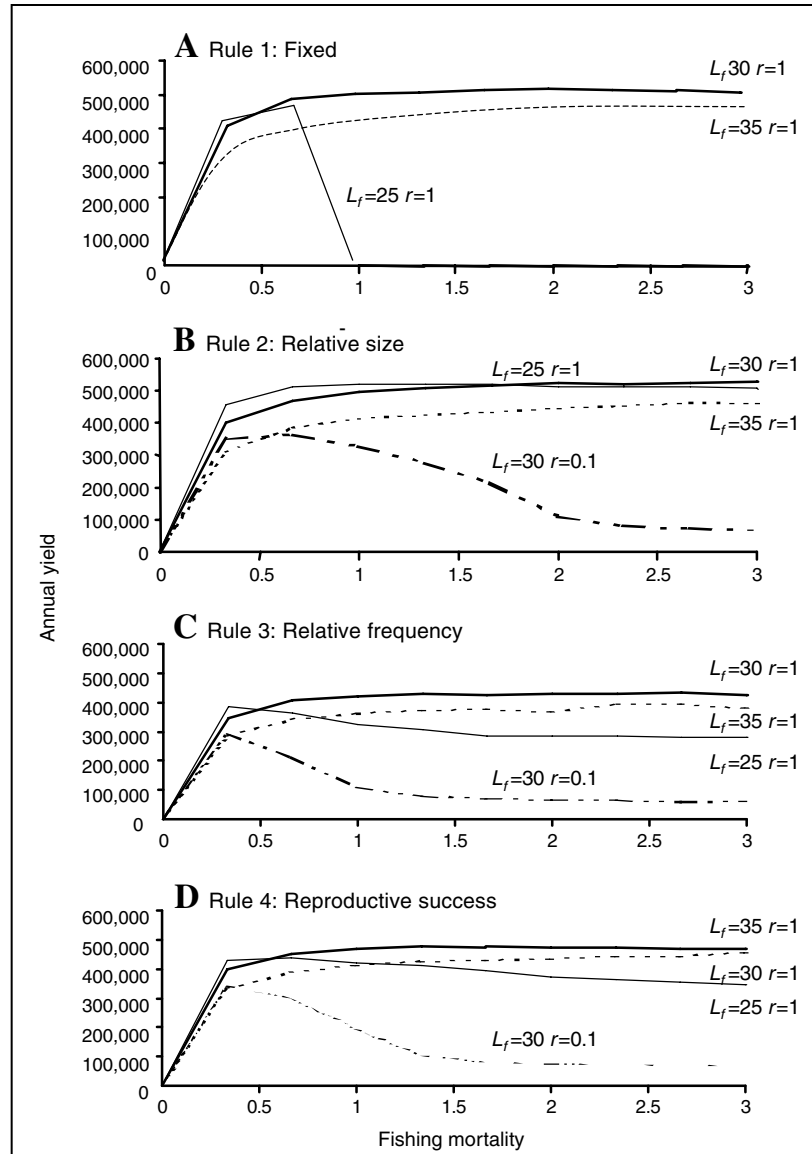 A Rule 1: Fixed
600,000
500,000
400,000
300,000
200,000
100,000
0
0 0.5 1 1.5 2 2.5 3
L_f 30 r=1
L_f=35 r=1
L_f=25 r=1
B Rule 2: Relative size
600,000
500,000
400,000
300,000
200,000
100,000
0
0 0.5 1 1.5 2 2.5 3
L_f=25 r=1
L_f=30 r=1
L_f=35 r=1
L_f=30 r=0.1
Annual yield
C Rule 3: Relative frequency
600,000
500,000
400,000
300,000
200,000
100,000
0
0 0.5 1 1.5 2 2.5 3
L_f=30 r=1
L_f=35 r=1
L_f=25 r=1
L_f=30 r=0.1
D Rule 4: Reproductive success
600,000
500,000
400,000
300,000
200,000
100,000
0
0 0.5 1 1.5 2 2.5 3
L_f=35 r=1
L_f=30 r=1
L_f=25 r=1
L_f=30 r=0.1
Fishing mortality